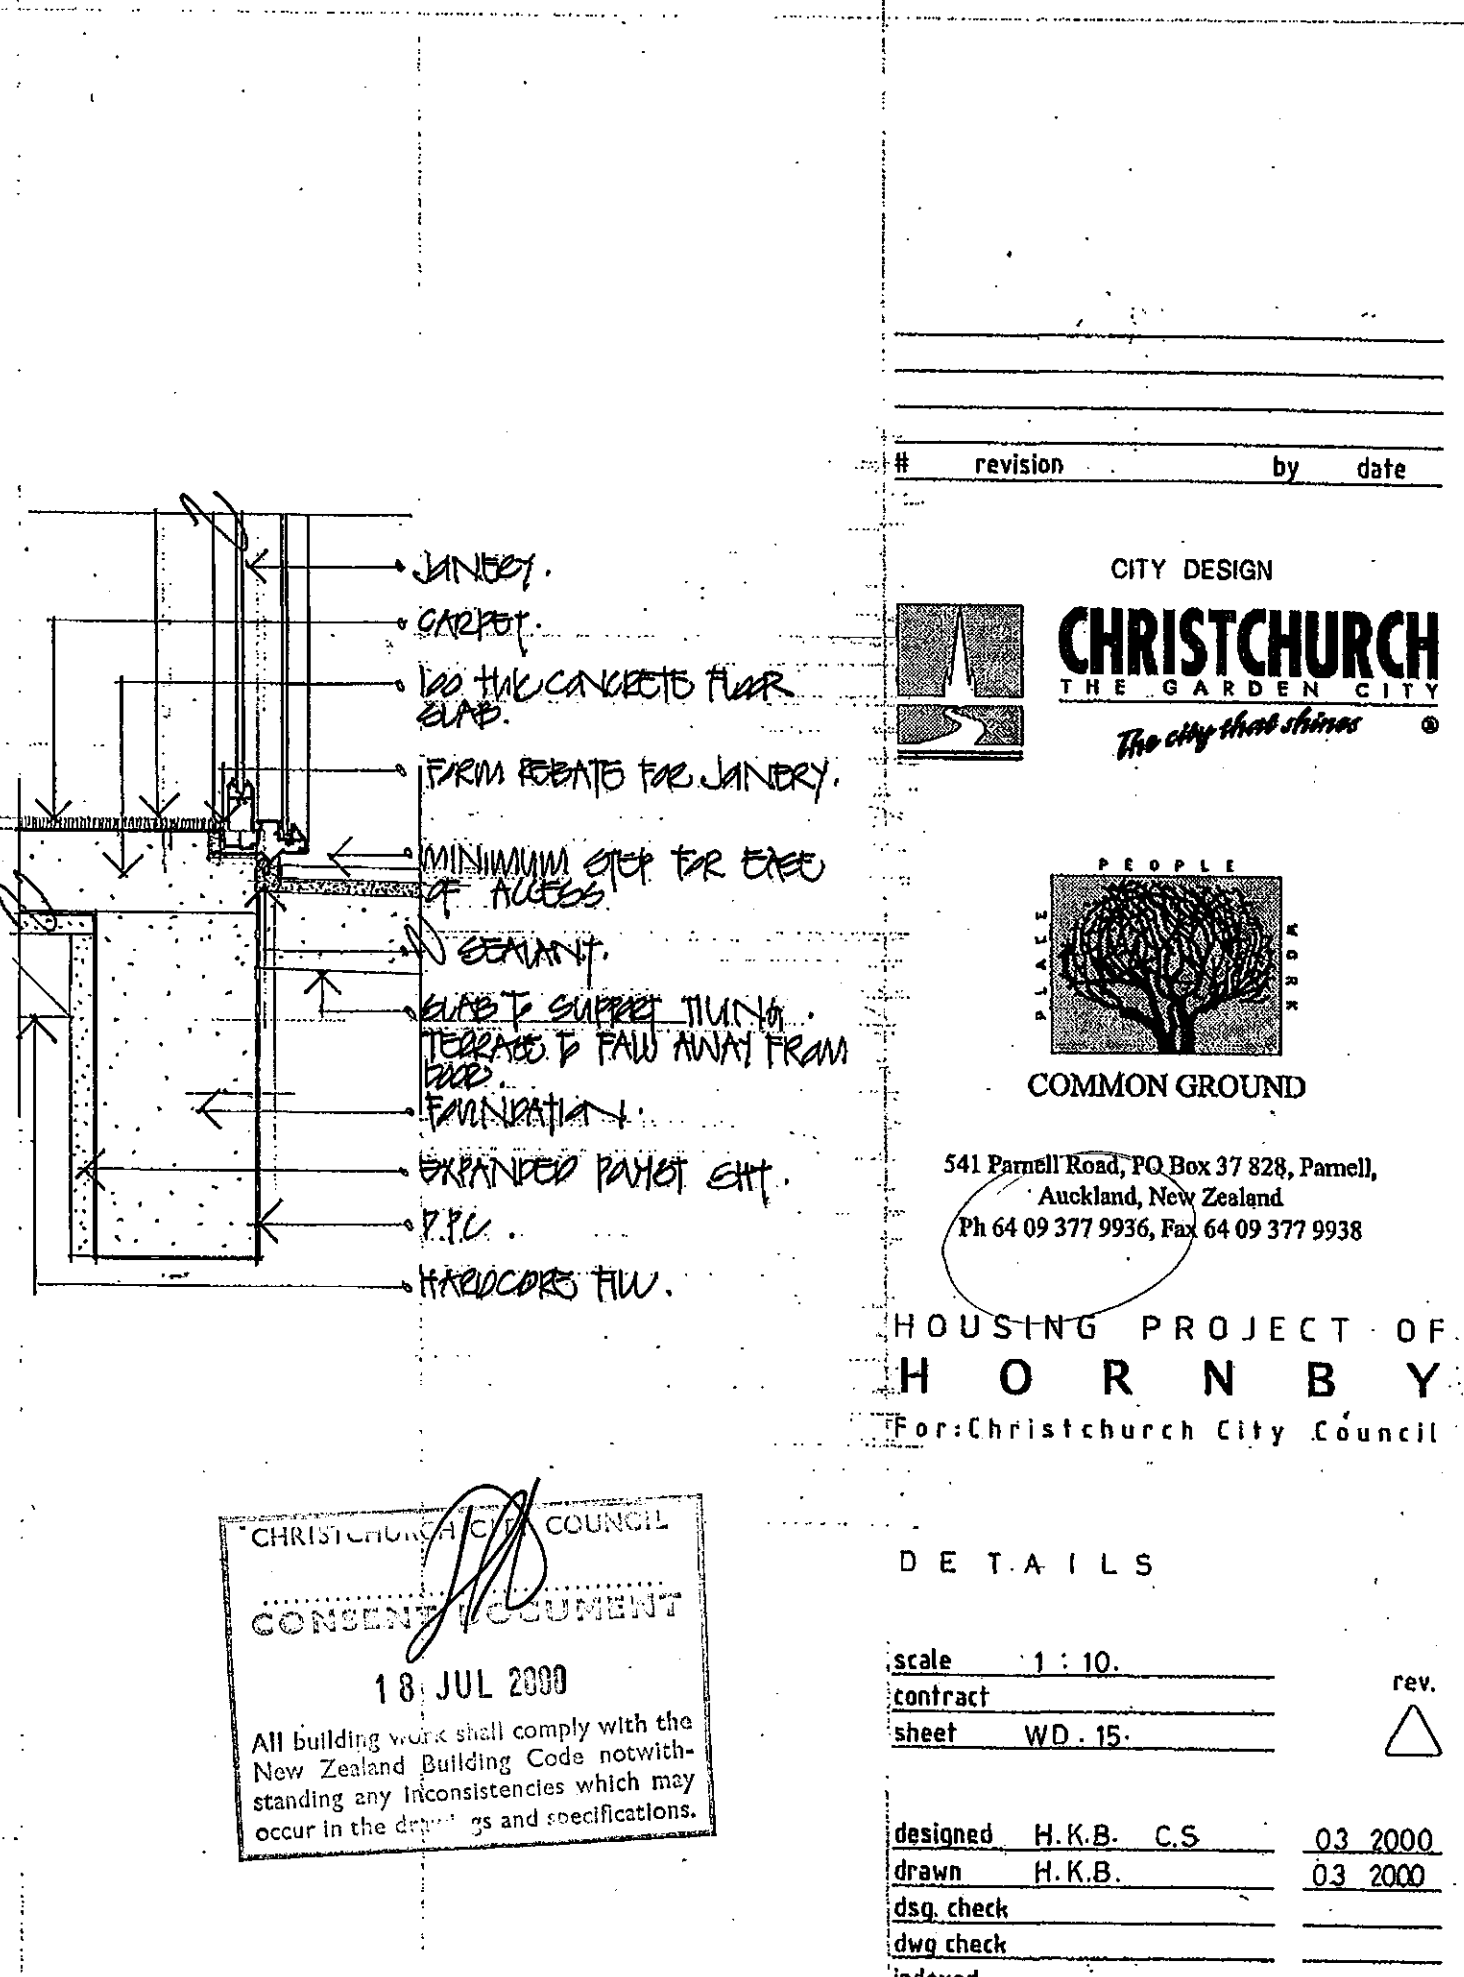 JOINERY.
CARPET.
100 THK CONCRETE FLOOR
SLAB.
FORM REBATE FOR JOINERY.
MINIMUM STEP FOR EASE
OF ACCESS
SEALANT.
SLAB TO SUPPORT TILING.
TERRACE TO FALL AWAY FROM
DOOR.
FOUNDATION.
EXPANDED POLYST SHT.
D.P.C.
HARDCORE FILL.
CHRISTCHURCH CITY COUNCIL
CONSENT DOCUMENT
18 JUL 2000
All building work shall comply with the
New Zealand Building Code notwith-
standing any inconsistencies which may
occur in the drawings and specifications.
# revision by date
CITY DESIGN
CHRISTCHURCH
THE GARDEN CITY
The city that shines ®
PEOPLE
PLACE
WORK
COMMON GROUND
541 Parnell Road, PO Box 37 828, Parnell,
Auckland, New Zealand
Ph 64 09 377 9936, Fax 64 09 377 9938
HOUSING PROJECT OF
HORNBY
For:Christchurch City Council
DETAILS
scale 1 : 10.
contract
sheet WD. 15.
rev.
designed H.K.B. C.S 03 2000
drawn H.K.B. 03 2000
dsg. check
dwg check
indexed